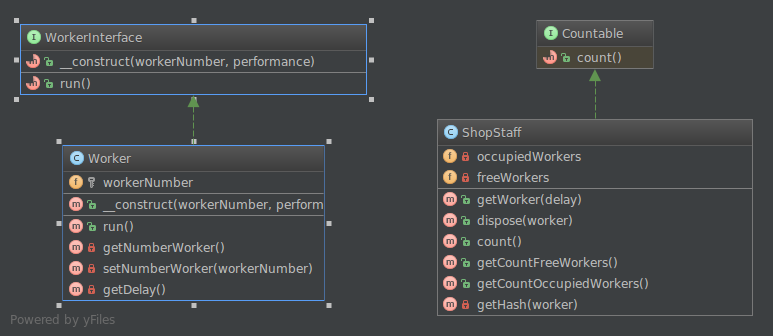 WorkerInterface
__construct(workerNumber, performance)
run()
Worker
workerNumber
__construct(workerNumber, perform
run()
getNumberWorker()
setNumberWorker(workerNumber)
getDelay()
Countable
count()
ShopStaff
occupiedWorkers
freeWorkers
getWorker(delay)
dispose(worker)
count()
getCountFreeWorkers()
getCountOccupiedWorkers()
getHash(worker)
Powered by yFiles